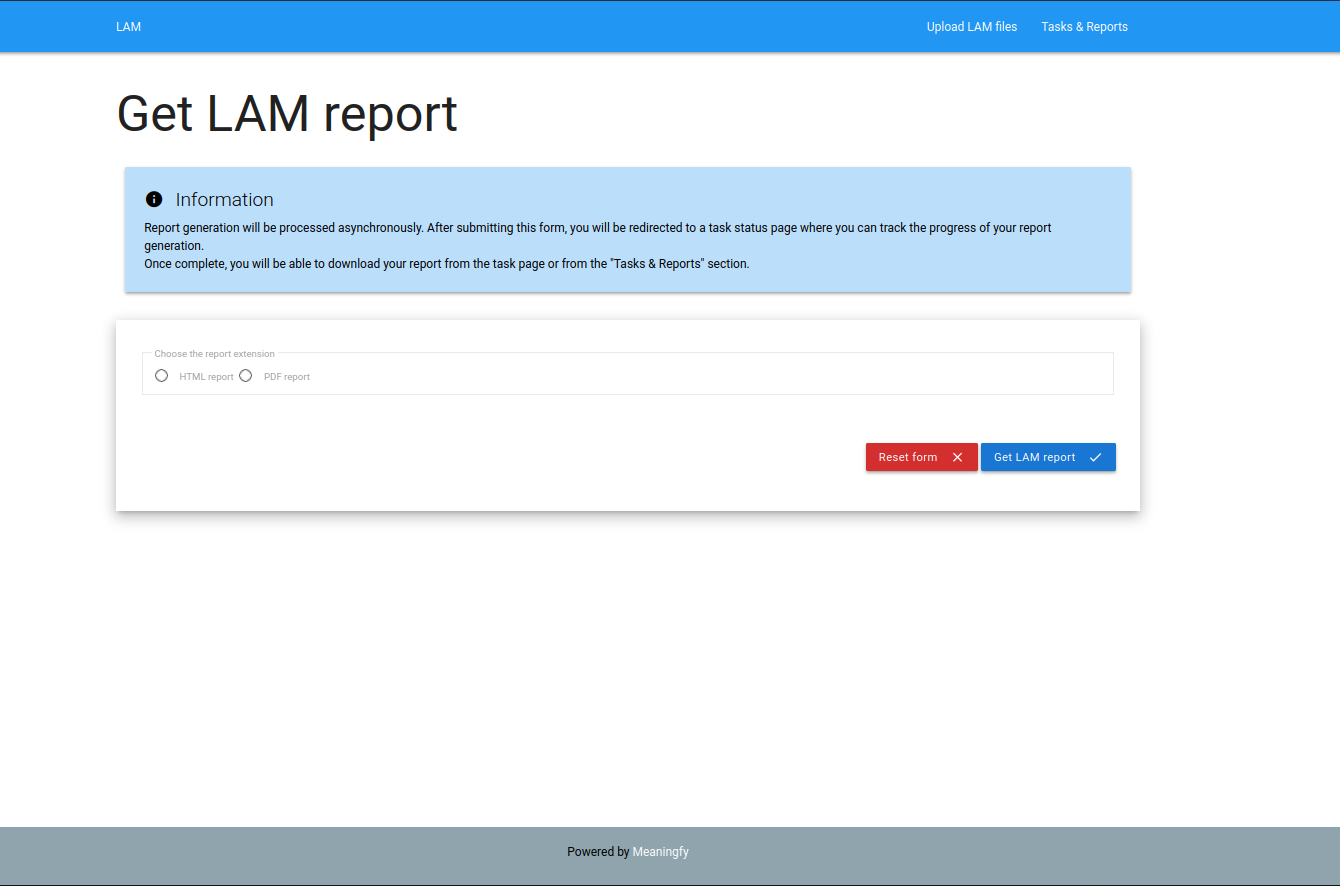 LAM
Upload LAM files
Tasks & Reports
Get LAM report
Information
Report generation will be processed asynchronously. After submitting this form, you will be redirected to a task status page where you can track the progress of your report
generation.
Once complete, you will be able to download your report from the task page or from the "Tasks & Reports" section.
Choose the report extension
HTML report
PDF report
Reset form
Get LAM report
Powered by Meaningfy